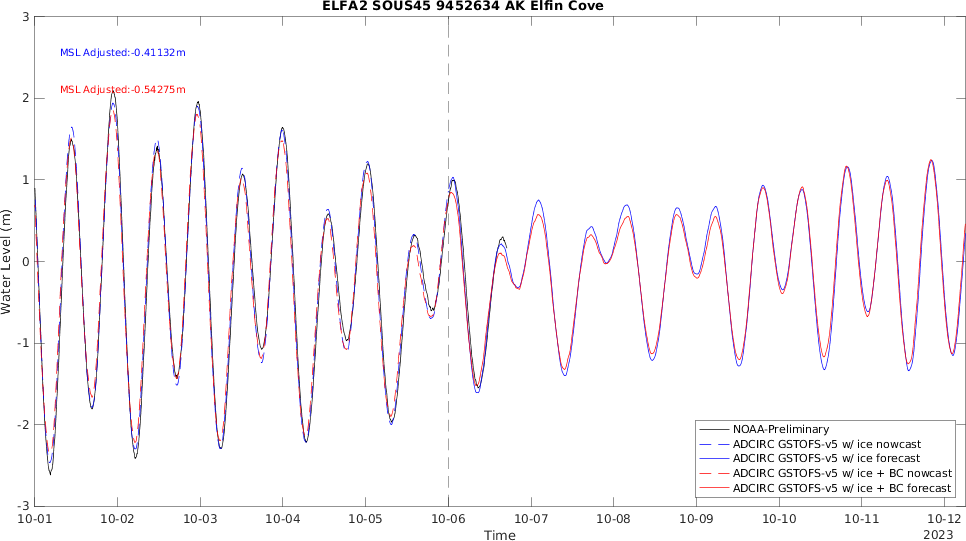 ELFA2 SOUS45 9452634 AK Elfin Cove
MSL Adjusted:-0.41132m
MSL Adjusted:-0.54275m
Water Level (m)
3
2
1
0
-1
-2
-3
NOAA-Preliminary
ADCIRC GSTOFS-v5 w/ ice nowcast
ADCIRC GSTOFS-v5 w/ ice forecast
ADCIRC GSTOFS-v5 w/ ice + BC nowcast
ADCIRC GSTOFS-v5 w/ ice + BC forecast
10-01 10-02 10-03 10-04 10-05 10-06 10-07 10-08 10-09 10-10 10-11 10-12
Time
2023